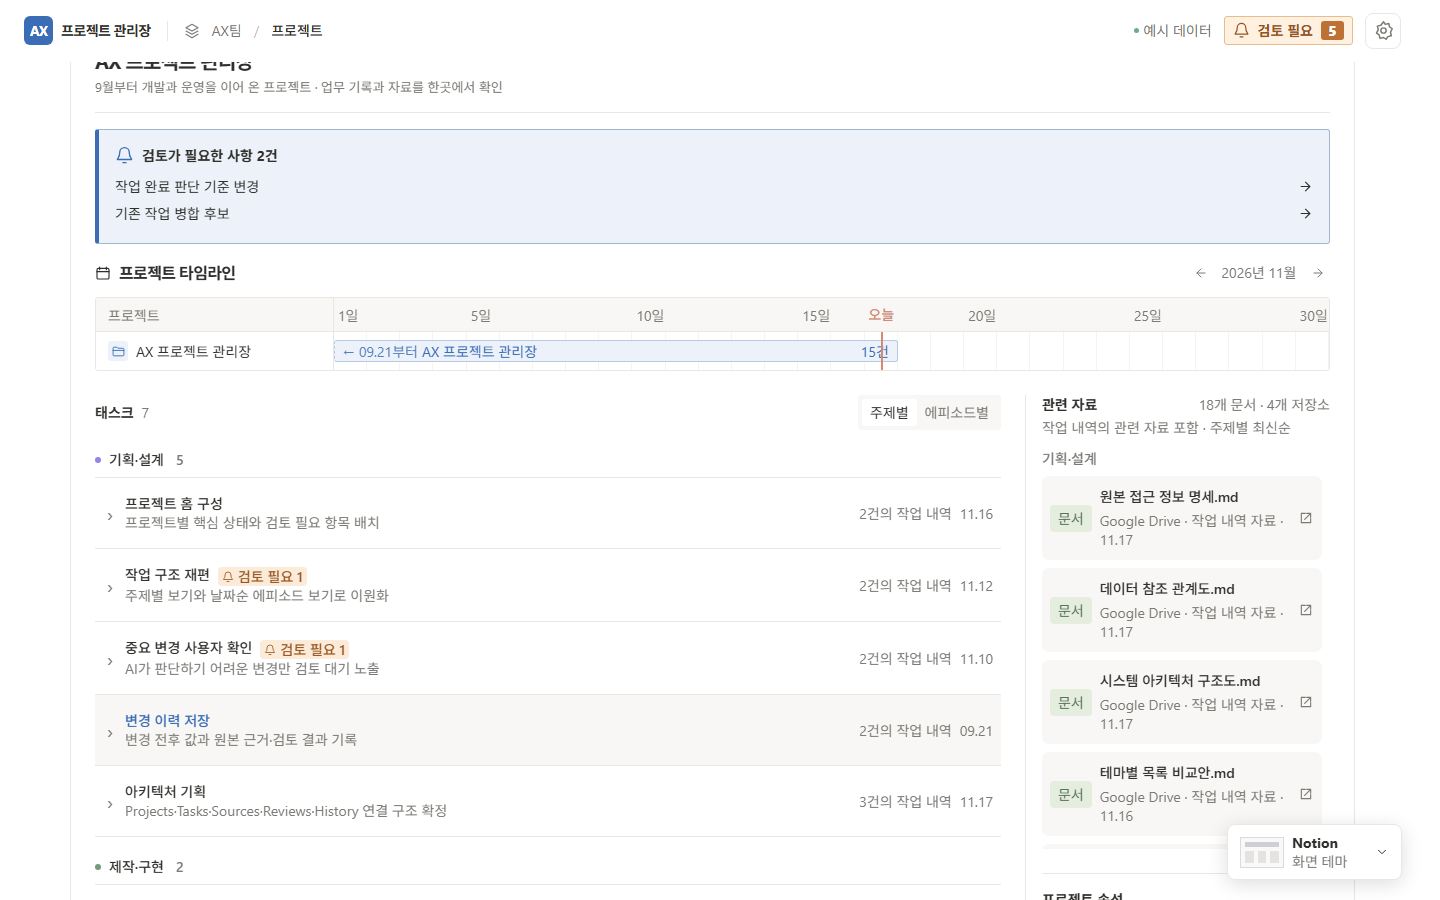 AX 프로젝트 관리장
AX팀 / 프로젝트
예시 데이터
검토 필요 5
AX 프로젝트 관리장
9월부터 개발과 운영을 이어 온 프로젝트 · 업무 기록과 자료를 한곳에서 확인
검토가 필요한 사항 2건
작업 완료 판단 기준 변경 →
기존 작업 병합 후보 →
프로젝트 타임라인
← 2026년 11월 →
프로젝트 1일 5일 10일 15일 오늘 20일 25일 30일
AX 프로젝트 관리장
← 09.21부터 AX 프로젝트 관리장 15건
태스크 7
주제별 에피소드별
기획·설계 5
프로젝트 홈 구성
프로젝트별 핵심 상태와 검토 필요 항목 배치
2건의 작업 내역 11.16
작업 구조 재편 검토 필요 1
주제별 보기와 날짜순 에피소드 보기로 이원화
2건의 작업 내역 11.12
중요 변경 사용자 확인 검토 필요 1
AI가 판단하기 어려운 변경만 검토 대기 노출
2건의 작업 내역 11.10
변경 이력 저장
변경 전후 값과 원본 근거·검토 결과 기록
2건의 작업 내역 09.21
아키텍처 기획
Projects·Tasks·Sources·Reviews·History 연결 구조 확정
3건의 작업 내역 11.17
제작·구현 2
관련 자료 18개 문서 · 4개 저장소
작업 내역의 관련 자료 포함 · 주제별 최신순
기획·설계
문서
원본 접근 정보 명세.md
Google Drive · 작업 내역 자료 ·
11.17
문서
데이터 참조 관계도.md
Google Drive · 작업 내역 자료 ·
11.17
문서
시스템 아키텍처 구조도.md
Google Drive · 작업 내역 자료 ·
11.17
문서
테마별 목록 비교안.md
Google Drive · 작업 내역 자료 ·
11.16
프로젝트 속성
Notion
화면 테마